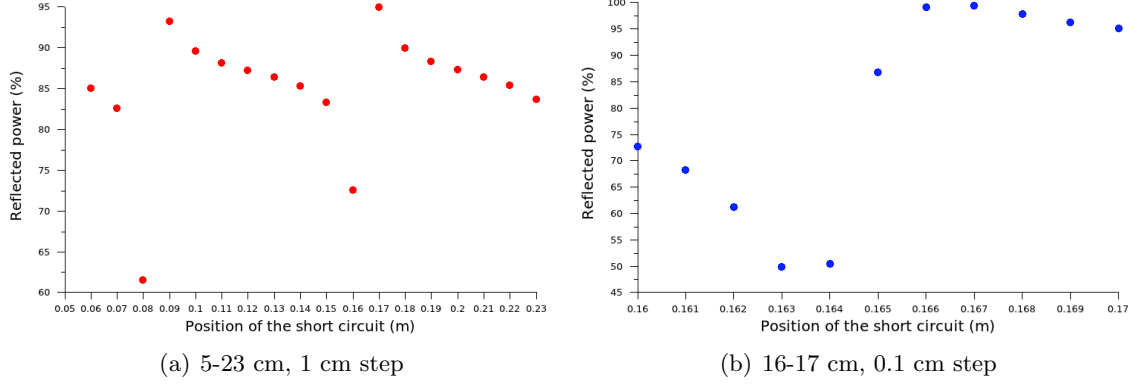 95
90
85
80
75
70
65
60
Reflected power (%)
0.05 0.06 0.07 0.08 0.09 0.1 0.11 0.12 0.13 0.14 0.15 0.16 0.17 0.18 0.19 0.2 0.21 0.22 0.23
Position of the short circuit (m)
(a) 5-23 cm, 1 cm step
100
95
90
85
80
75
70
65
60
55
50
45
Reflected power (%)
0.16 0.161 0.162 0.163 0.164 0.165 0.166 0.167 0.168 0.169 0.17
Position of the short circuit (m)
(b) 16-17 cm, 0.1 cm step